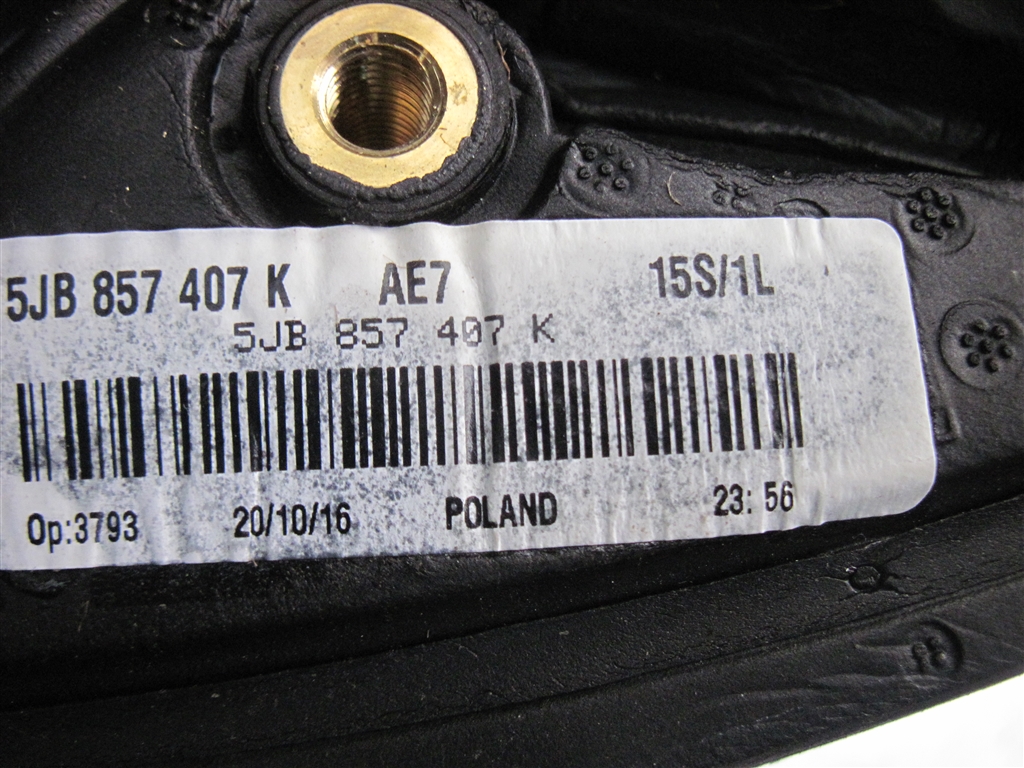 5JB 857 407 K AE7 15S/1L
5JB 857 407 K
Op:3793 20/10/16 POLAND 23:56